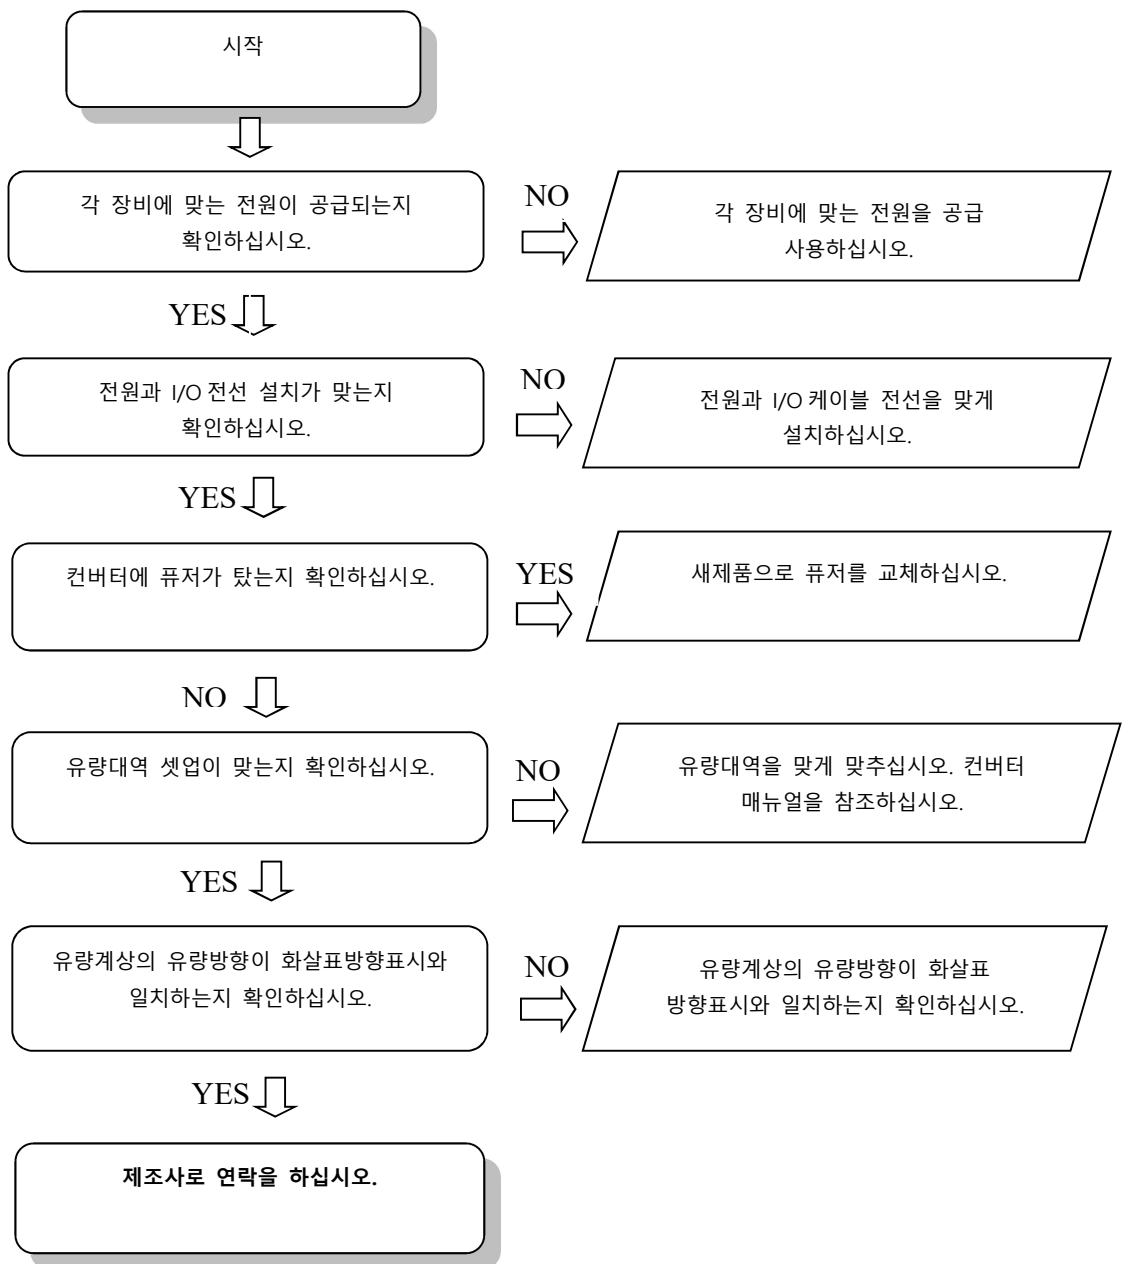 시작
각 장비에 맞는 전원이 공급되는지
확인하십시오.
NO
각 장비에 맞는 전원을 공급
사용하십시오.
YES
전원과 I/O 전선 설치가 맞는지
확인하십시오.
NO
전원과 I/O 케이블 전선을 맞게
설치하십시오.
YES
컨버터에 퓨저가 탔는지 확인하십시오.
YES
새제품으로 퓨저를 교체하십시오.
NO
유량대역 셋업이 맞는지 확인하십시오.
NO
유량대역을 맞게 맞추십시오. 컨버터
매뉴얼을 참조하십시오.
YES
유량계상의 유량방향이 화살표방향표시와
일치하는지 확인하십시오.
NO
유량계상의 유량방향이 화살표
방향표시와 일치하는지 확인하십시오.
YES
제조사로 연락을 하십시오.